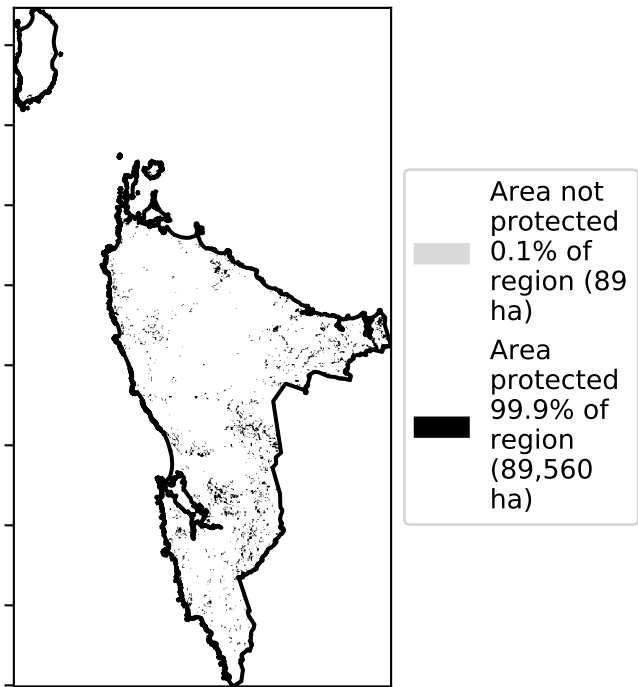 Area not
protected
0.1% of
region (89
ha)
Area
protected
99.9% of
region
(89,560
ha)